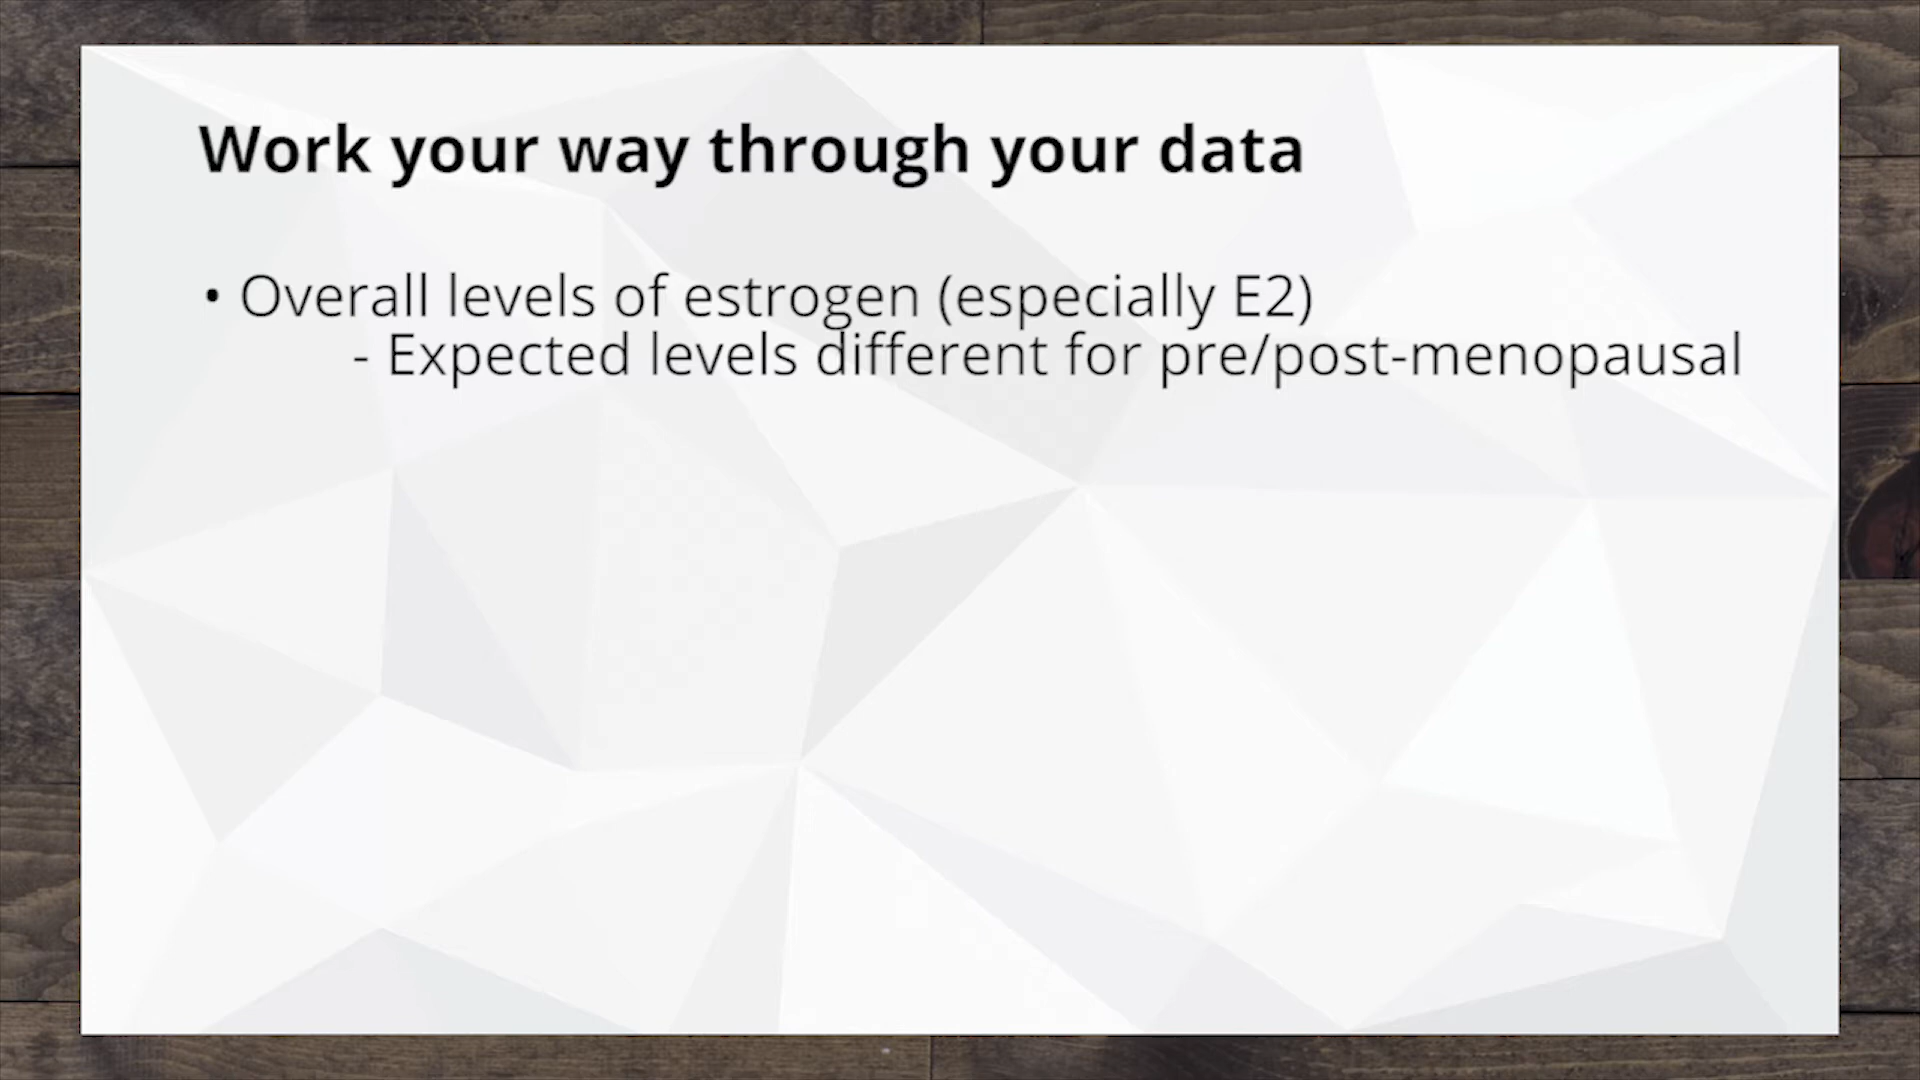 Work your way through your data
• Overall levels of estrogen (especially E2)
- Expected levels different for pre/post-menopausal